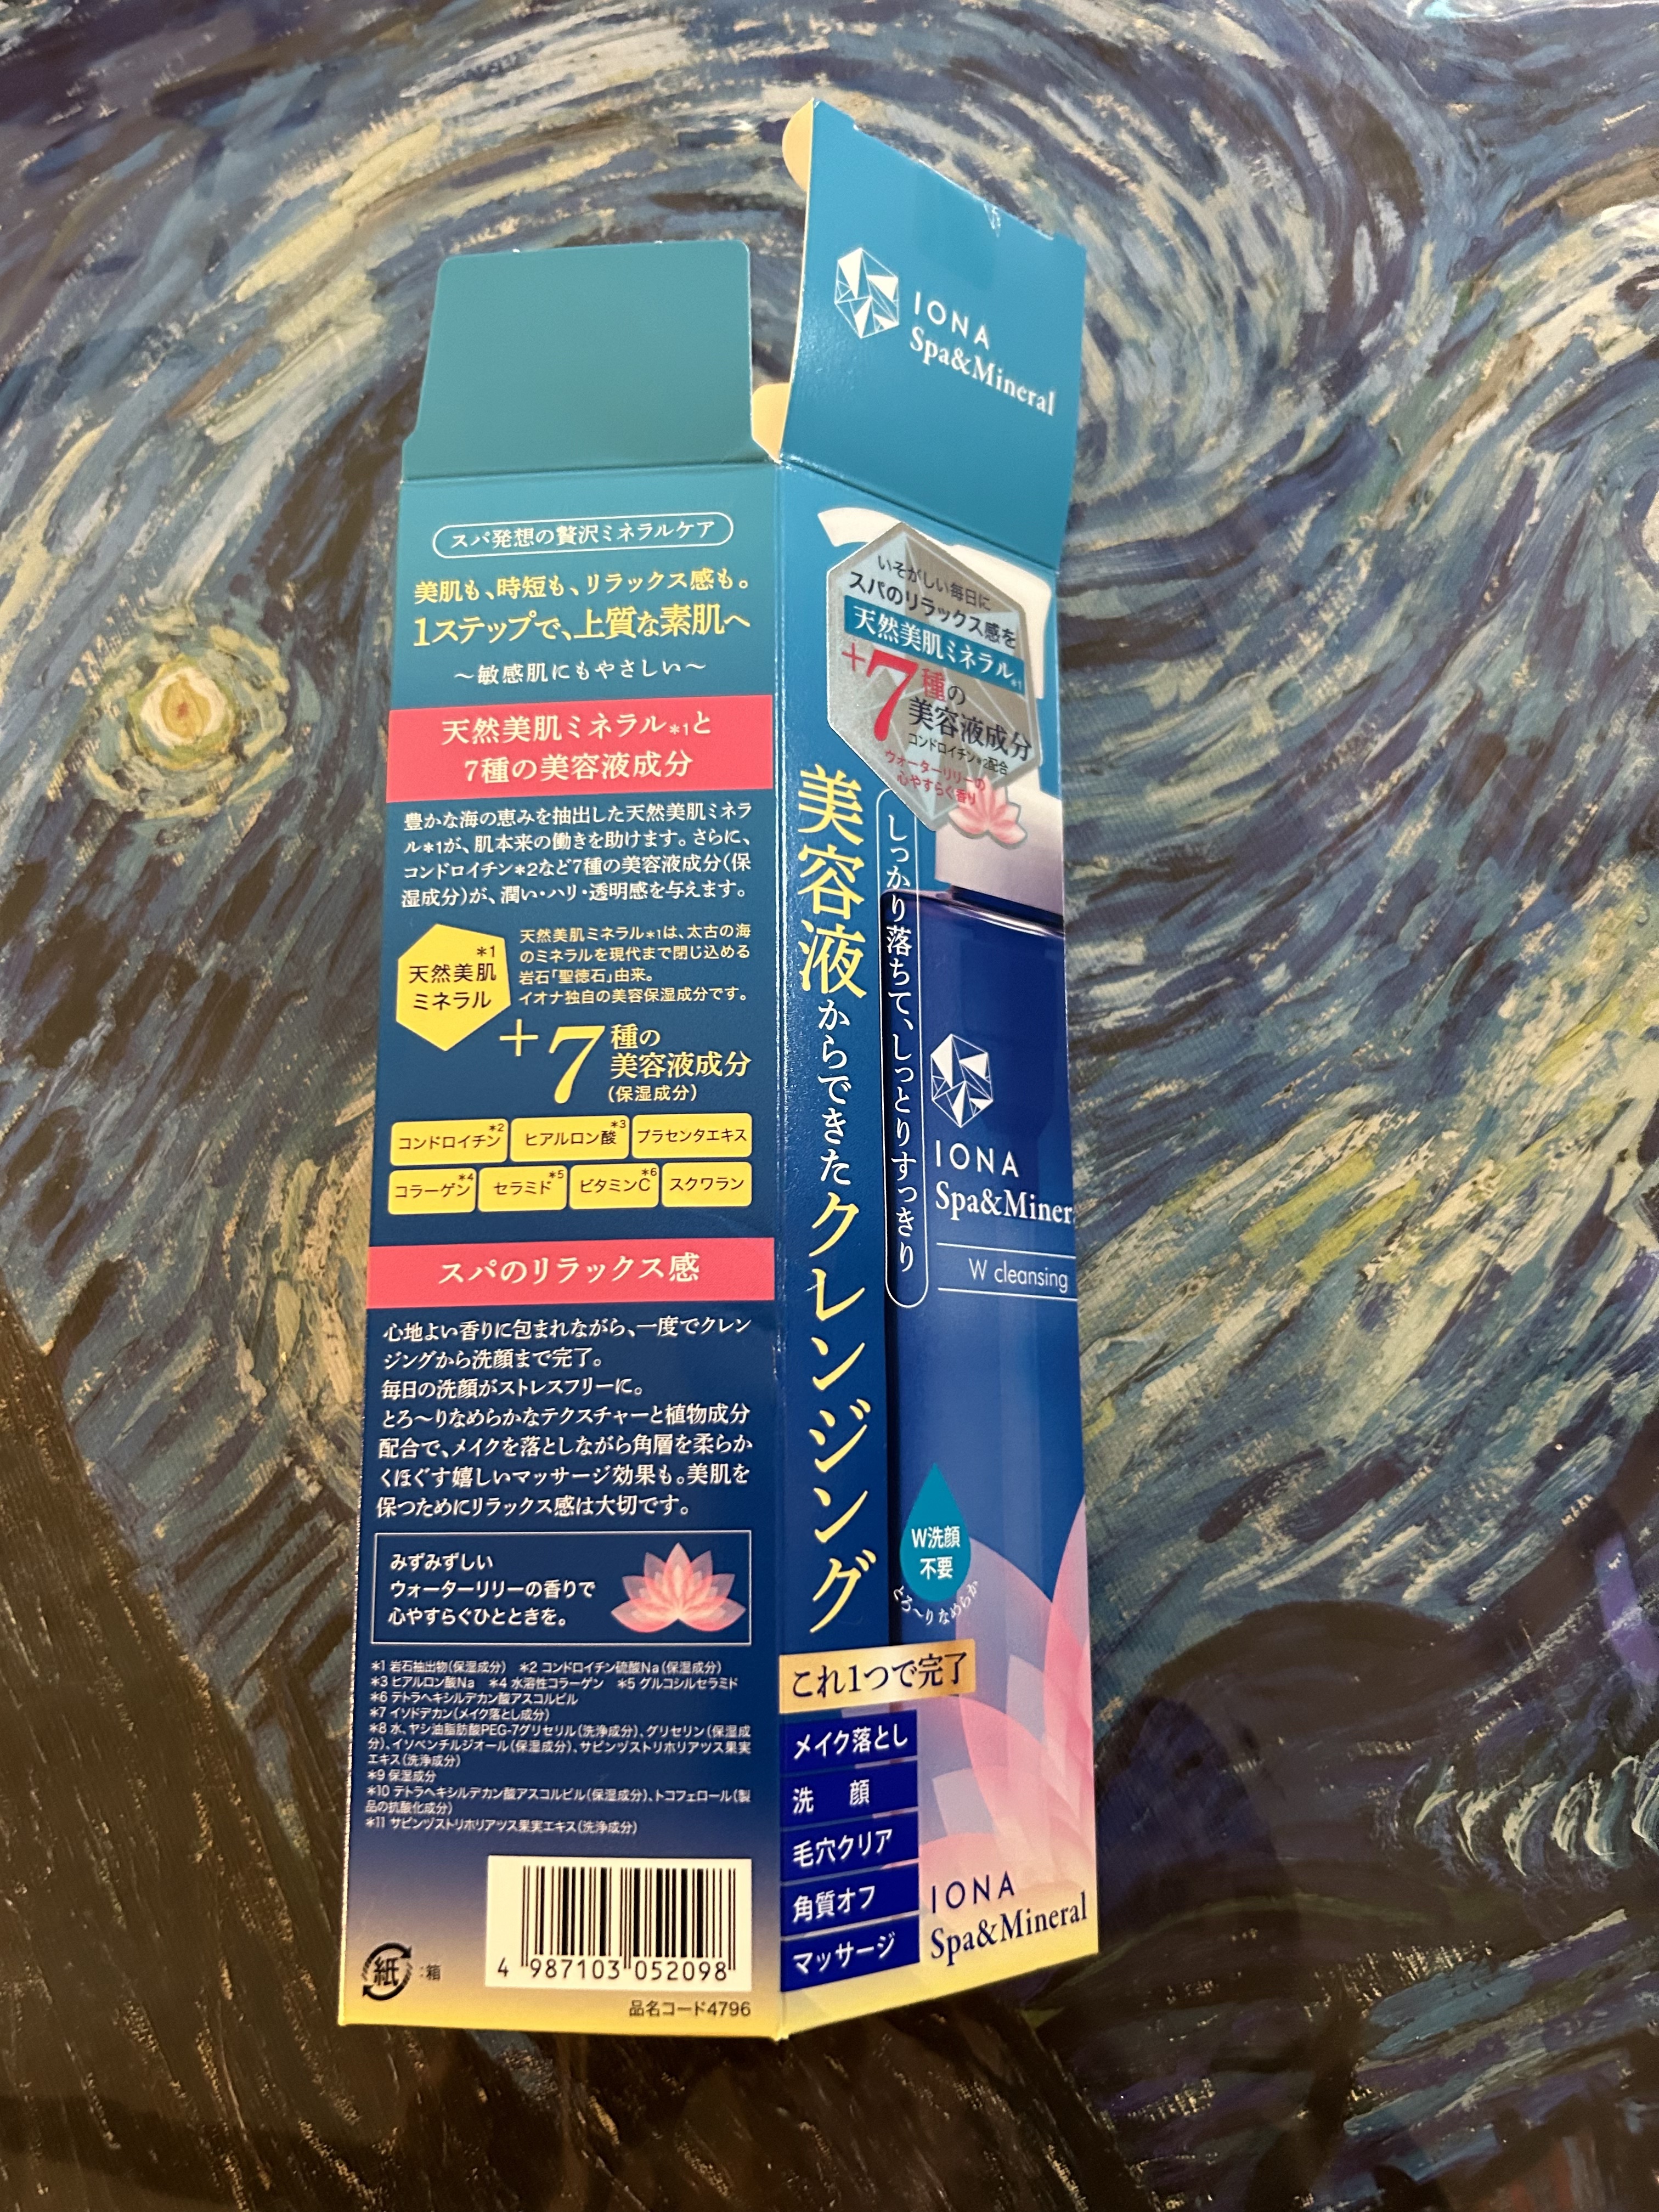 IONA
Spa&Mineral
スパ発想の贅沢ミネラルケア
美肌も、時短も、リラックス感も。
1ステップで、上質な素肌へ
～敏感肌にもやさしい～
天然美肌ミネラル*1と
7種の美容液成分
豊かな海の恵みを抽出した天然美肌ミネラ
ル*1が、肌本来の働きを助けます。さらに、
コンドロイチン*2など7種の美容液成分(保
湿成分)が、潤い・ハリ・透明感を与えます。
*1
天然美肌
ミネラル
天然美肌ミネラル*1は、太古の海
のミネラルを現代まで閉じ込める
岩石「聖徳石」由来。
イオナ独自の美容保湿成分です。
+7種の
美容液成分
(保湿成分)
コンドロイチン*2 ヒアルロン酸*3 プラセンタエキス
コラーゲン*4 セラミド*5 ビタミンC*6 スクワラン
スパのリラックス感
心地よい香りに包まれながら、一度でクレン
ジングから洗顔まで完了。
毎日の洗顔がストレスフリーに。
とろ～りなめらかなテクスチャーと植物成分
配合で、メイクを落としながら角層を柔らか
くほぐす嬉しいマッサージ効果も。美肌を
保つためにリラックス感は大切です。
みずみずしい
ウォーターリリーの香りで
心やすらぐひとときを。
*1 岩石抽出物(保湿成分) *2 コンドロイチン硫酸Na(保湿成分)
*3 ヒアルロン酸Na *4 水溶性コラーゲン *5 グルコシルセラミド
*6 テトラヘキシルデカン酸アスコルビル
*7 イソドデカン(メイク落とし成分)
*8 水、ヤシ油脂肪酸PEG-7グリセリル(洗浄成分)、グリセリン(保湿成
分)、イソペンチルジオール(保湿成分)、サピンヅストリホリアツス果実
エキス(洗浄成分)
*9 保湿成分
*10 テトラヘキシルデカン酸アスコルビル(保湿成分)、トコフェロール(製
品の抗酸化成分)
*11 サピンヅストリホリアツス果実エキス(洗浄成分)
紙:箱
4 987103 052098
品名コード4796
いそがしい毎日に
スパのリラックス感を
天然美肌ミネラル*1
+7種の
美容液成分
コンドロイチン*2配合
ウォーターリリーの
心やすらぐ香り
美容液からできたクレンジング
しっかり落ちて、しっとりすっきり
IONA
Spa&Miner
W cleansing
W洗顔
不要
とろ～りなめらか
これ1つで完了
メイク落とし
洗 顔
毛穴クリア
角質オフ
マッサージ
IONA
Spa&Mineral